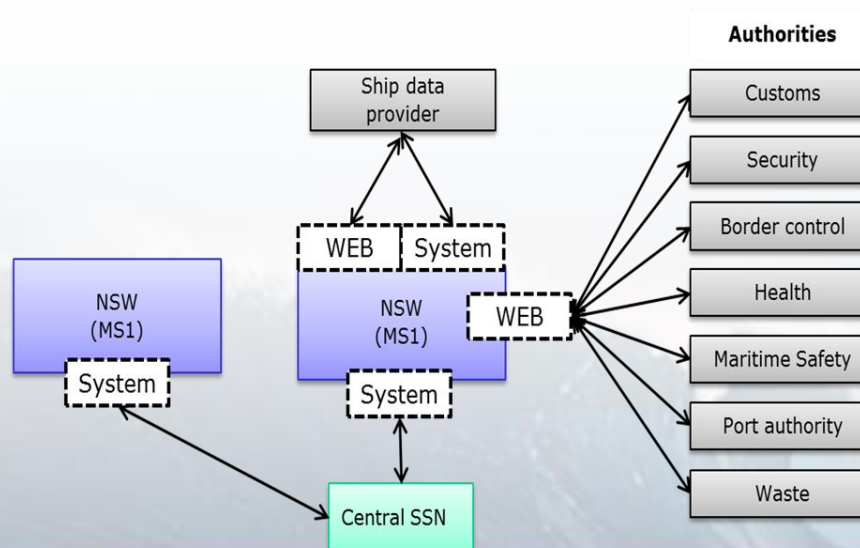 Authorities
Ship data
provider
Customs
Security
Border control
Health
Maritime Safety
Port authority
Waste
WEB
System
NSW
(MS1)
WEB
System
NSW
(MS1)
System
Central SSN